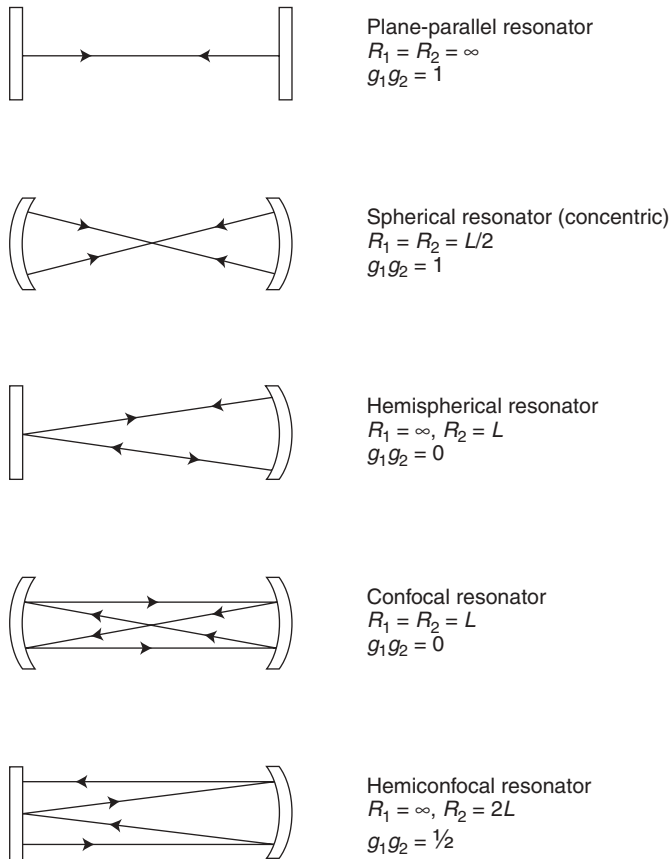 Plane-parallel resonator
R₁ = R₂ = ∞
g₁g₂ = 1
Spherical resonator (concentric)
R₁ = R₂ = L/2
g₁g₂ = 1
Hemispherical resonator
R₁ = ∞, R₂ = L
g₁g₂ = 0
Confocal resonator
R₁ = R₂ = L
g₁g₂ = 0
Hemiconfocal resonator
R₁ = ∞, R₂ = 2L
g₁g₂ = ½